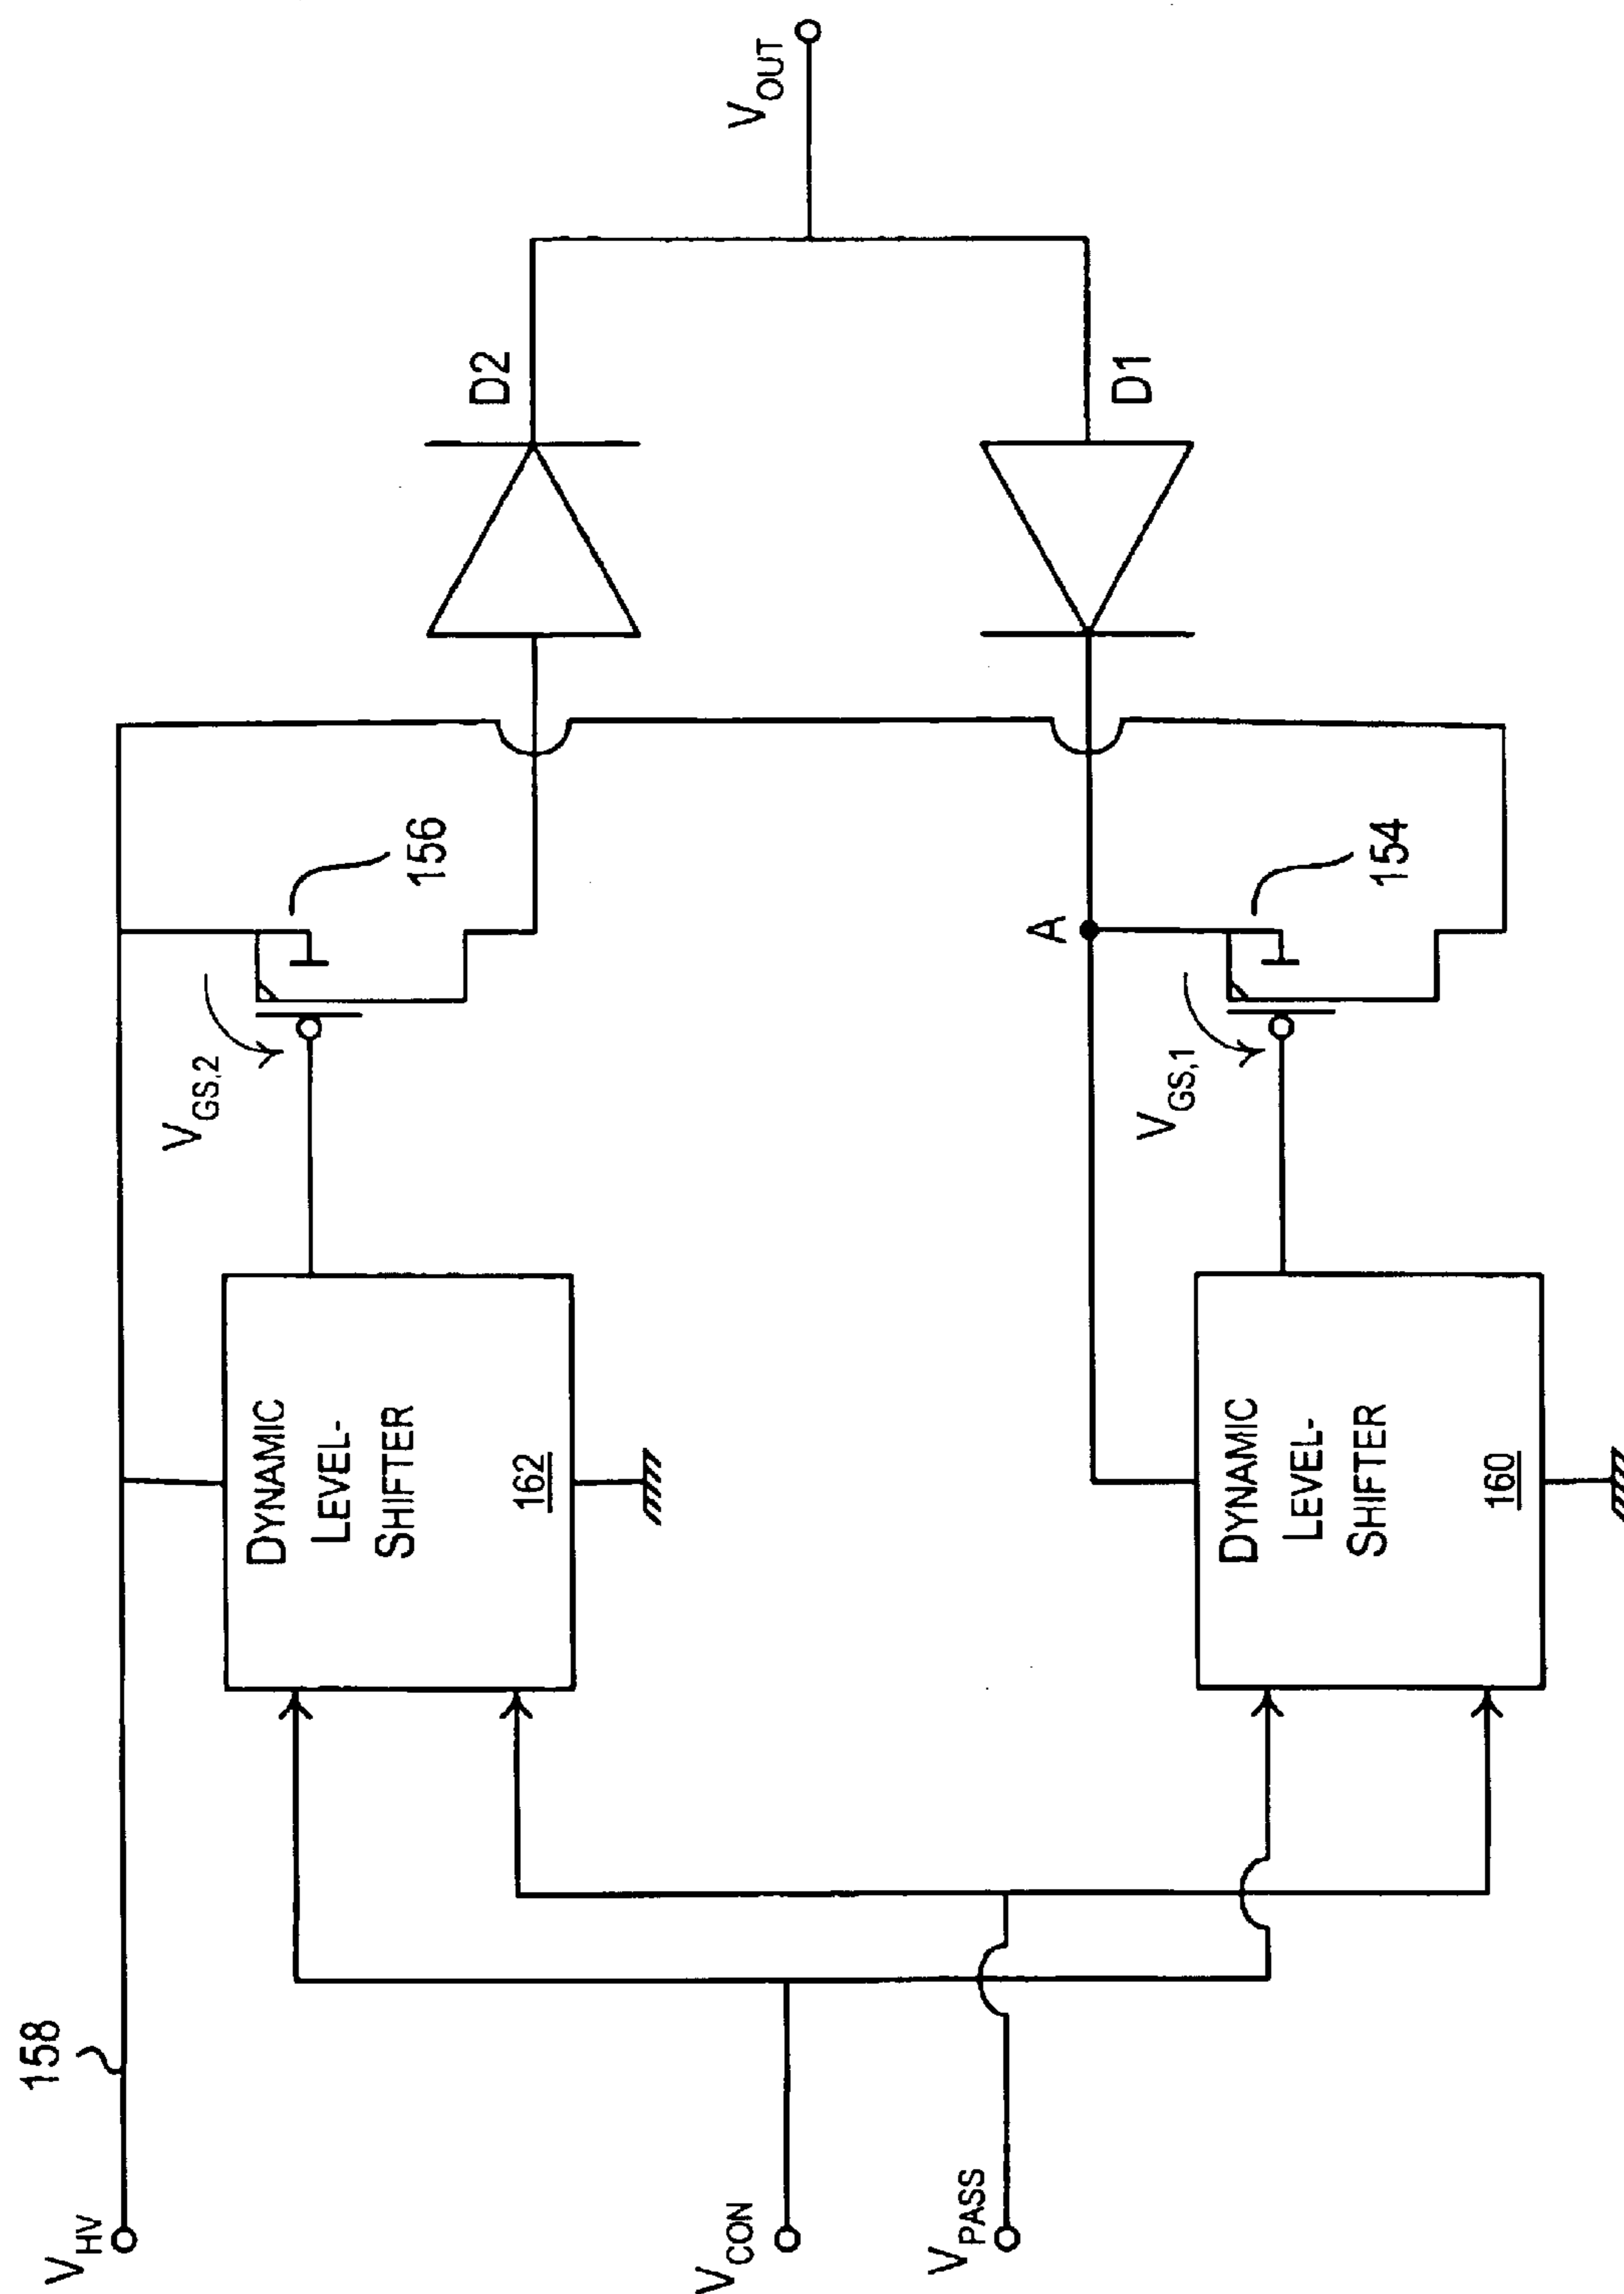 158
V_HV
DYNAMIC
LEVEL-
SHIFTER
162
V_GS,2
156
D2
V_OUT
V_CON
V_PASS
A
DYNAMIC
LEVEL-
SHIFTER
160
V_GS,1
154
D1